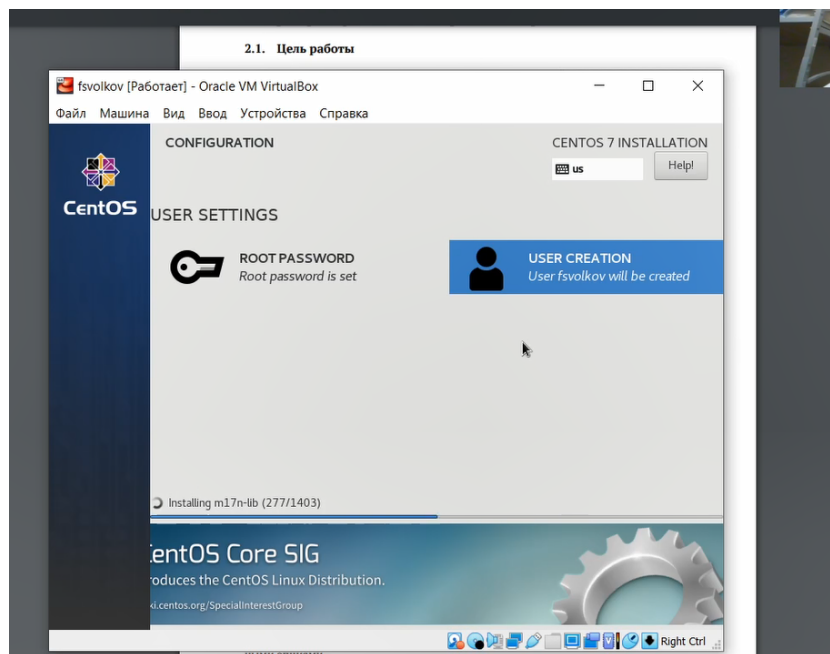 2.1. Цель работы
fsvolkov [Работает] - Oracle VM VirtualBox
Файл Машина Вид Ввод Устройства Справка
CONFIGURATION
CENTOS 7 INSTALLATION
us
Help!
CentOS
USER SETTINGS
ROOT PASSWORD
Root password is set
USER CREATION
User fsvolkov will be created
Installing m17n-lib (277/1403)
entOS Core SIG
roduces the CentOS Linux Distribution.
ki.centos.org/SpecialInterestGroup
Right Ctrl